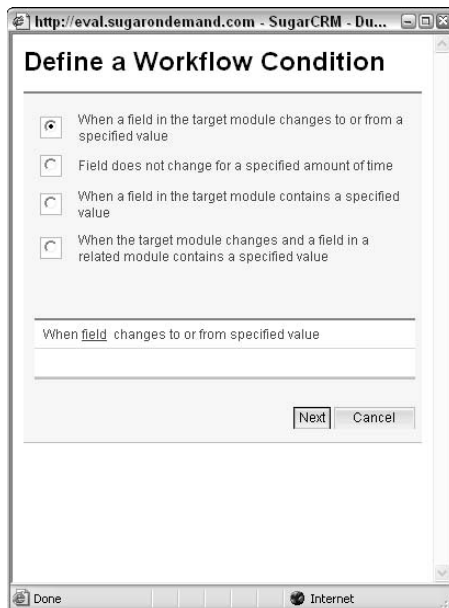 http://eval.sugarondemand.com - SugarCRM - Du...
Define a Workflow Condition
When a field in the target module changes to or from a
specified value
Field does not change for a specified amount of time
When a field in the target module contains a specified
value
When the target module changes and a field in a
related module contains a specified value
When field changes to or from specified value
Next Cancel
Done Internet